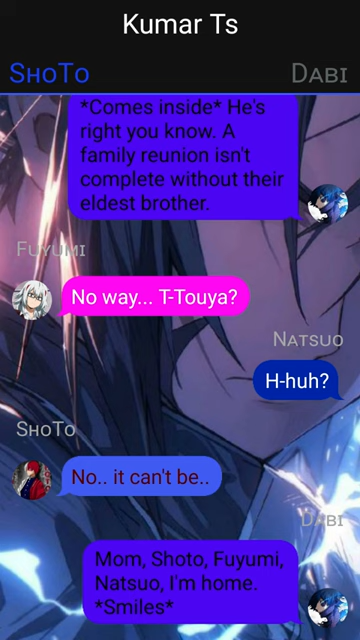 Kumar Ts
SHOTO
DABI
*Comes inside* He's
right you know. A
family reunion isn't
complete without their
eldest brother.
FUYUMI
No way... T-Touya?
NATSUO
H-huh?
SHOTO
No.. it can't be..
DABI
Mom, Shoto, Fuyumi,
Natsuo, I'm home.
*Smiles*